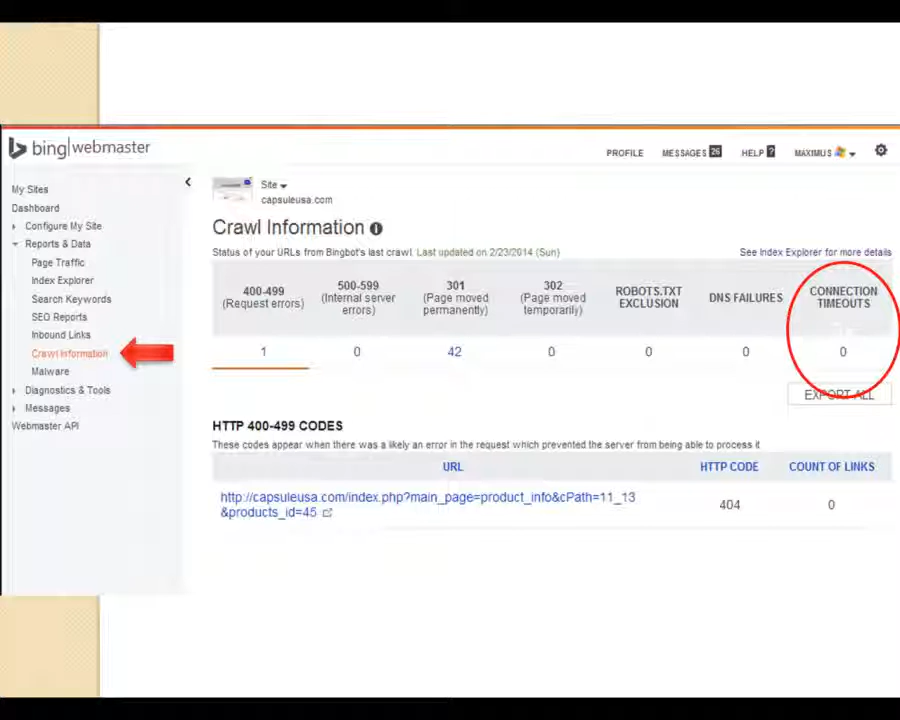 bing|webmaster
PROFILE MESSAGES 26 HELP ? MAXIMUS
My Sites
Dashboard
Configure My Site
Reports & Data
Page Traffic
Index Explorer
Search Keywords
SEO Reports
Inbound Links
Crawl Information
Malware
Diagnostics & Tools
Messages
Webmaster API
Site
capsuleusa.com
Crawl Information
Status of your URLs from Bingbot's last crawl. Last updated on 2/23/2014 (Sun)
See Index Explorer for more details
400-499
(Request errors)
1
500-599
(Internal server
errors)
0
301
(Page moved
permanently)
42
302
(Page moved
temporarily)
0
ROBOTS.TXT
EXCLUSION
0
DNS FAILURES
0
CONNECTION
TIMEOUTS
0
EXPORT ALL
HTTP 400-499 CODES
These codes appear when there was a likely an error in the request which prevented the server from being able to process it
URL HTTP CODE COUNT OF LINKS
http://capsuleusa.com/index.php?main_page=product_info&cPath=11_13
&products_id=45
404 0